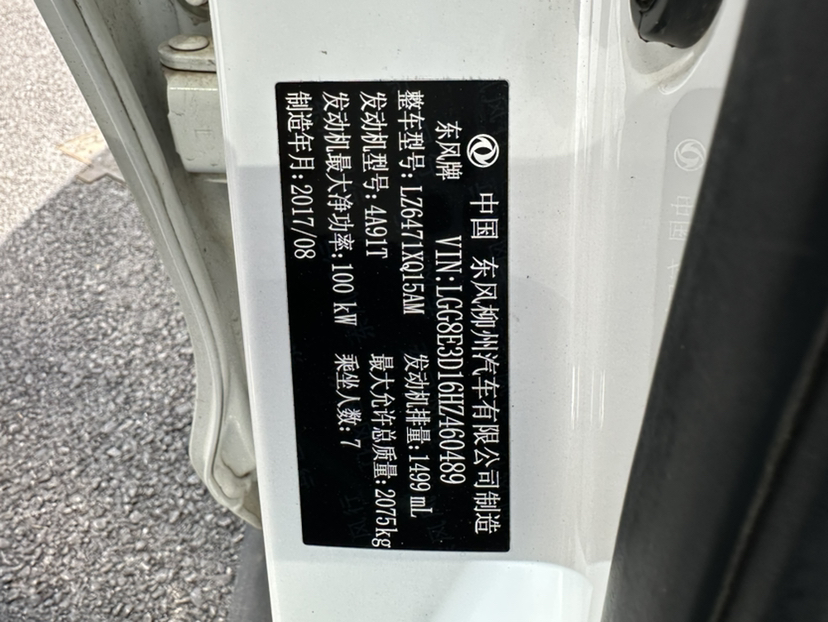 中国 东风柳州汽车有限公司制造
东风牌 VIN:LGG8E3D16HZ460489
整车型号:LZ6471XQ15AM 发动机排量:1499 mL
发动机型号:4A91T 最大允许总质量:2075kg
发动机最大净功率:100 kW 乘坐人数:7
制造年月:2017/08